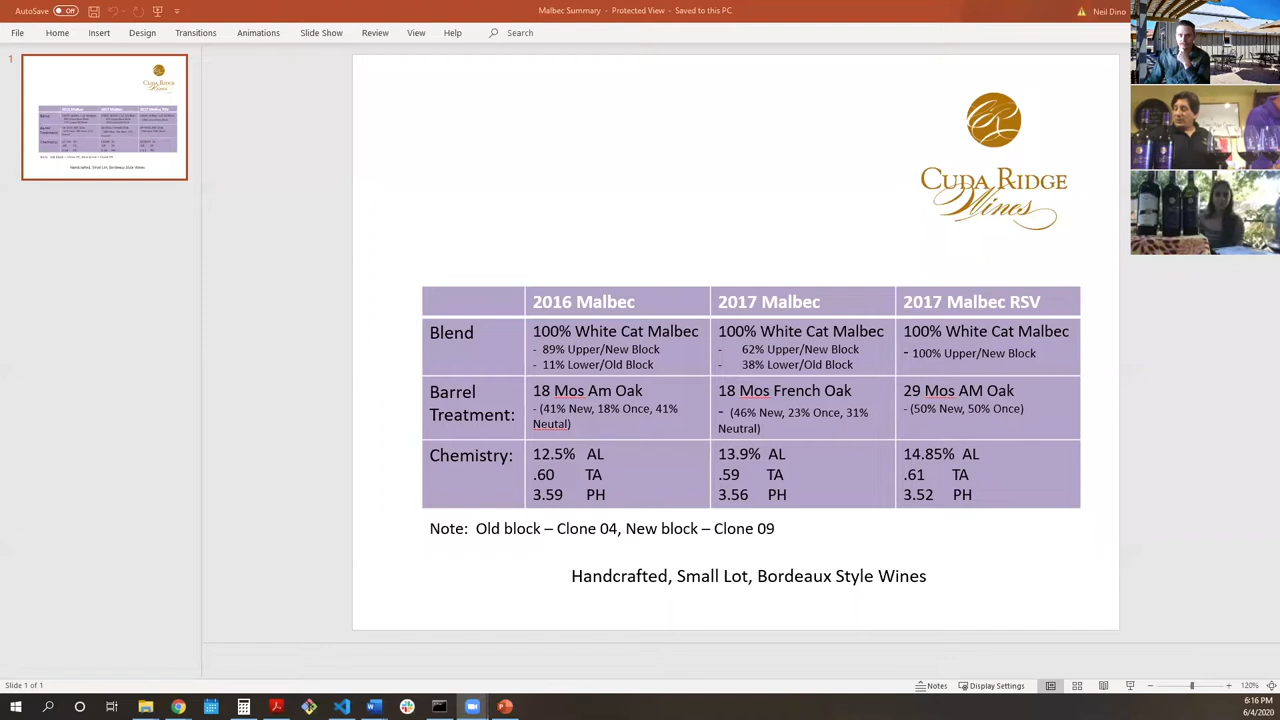 AutoSave Off
Malbec Summary - Protected View - Saved to this PC
Neil Dino
File Home Insert Design Transitions Animations Slide Show Review View Help Search
1
CUDA RIDGE
Wines
2016 Malbec 2017 Malbec 2017 Malbec RSV
Blend 100% White Cat Malbec 100% White Cat Malbec 100% White Cat Malbec
- 89% Upper/New Block - 62% Upper/New Block - 100% Upper/New Block
- 11% Lower/Old Block - 38% Lower/Old Block
Barrel 18 Mos Am Oak 18 Mos French Oak 29 Mos AM Oak
Treatment: - (41% New, 18% Once, 41% - (46% New, 23% Once, 31% - (50% New, 50% Once)
Neutal) Neutral)
Chemistry: 12.5% AL 13.9% AL 14.85% AL
.60 TA .59 TA .61 TA
3.59 PH 3.56 PH 3.52 PH
Note: Old block – Clone 04, New block – Clone 09
Handcrafted, Small Lot, Bordeaux Style Wines
Slide 1 of 1
Notes Display Settings 120%
6:16 PM
6/4/2020